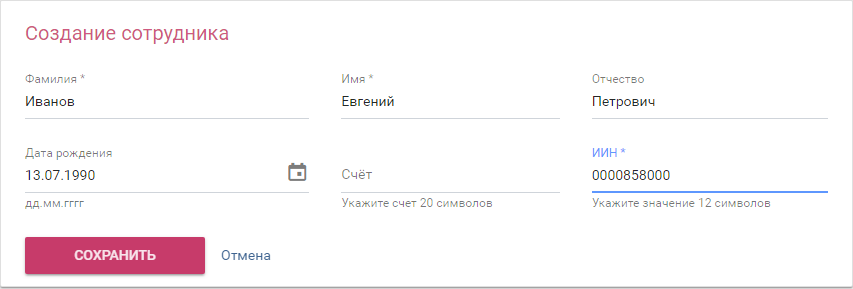 Создание сотрудника
Фамилия *
Имя *
Отчество
Иванов
Евгений
Петрович
Дата рождения
ИИН *
13.07.1990
Счёт
0000858000
дд.мм.гггг
Укажите счет 20 символов
Укажите значение 12 символов
СОХРАНИТЬ
Отмена